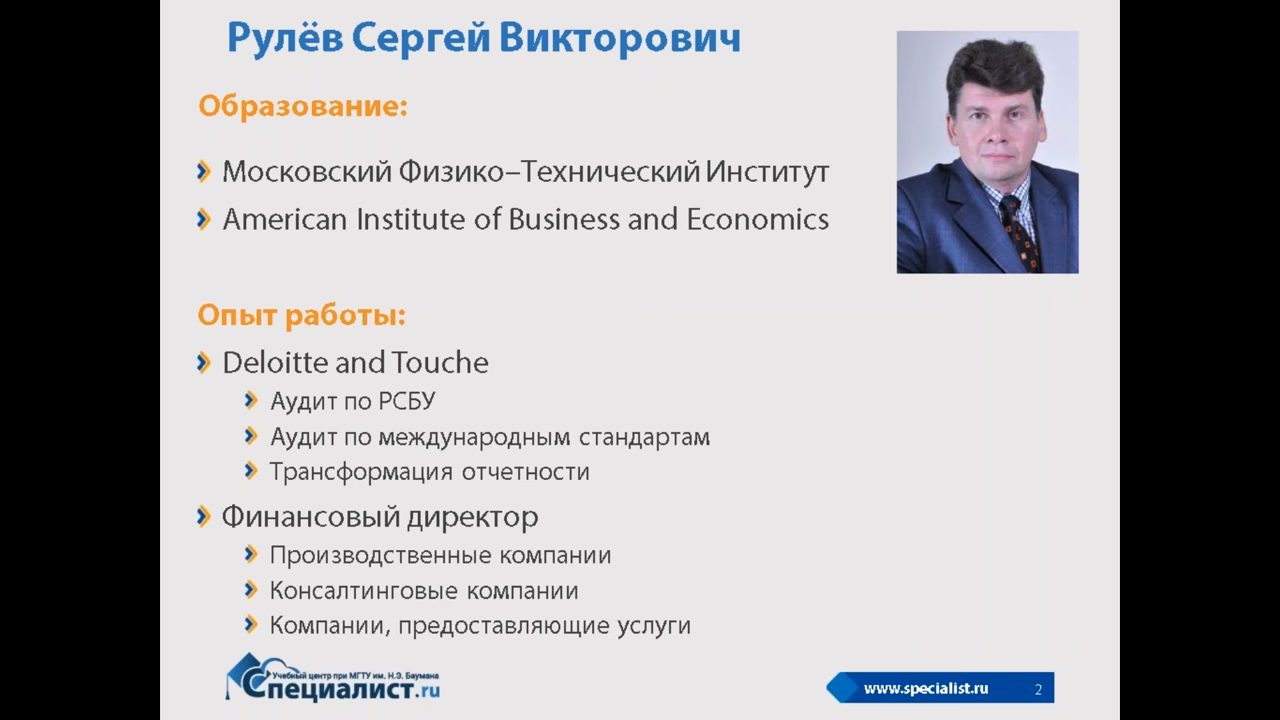 Рулёв Сергей Викторович
Образование:
Московский Физико–Технический Институт
American Institute of Business and Economics
Опыт работы:
Deloitte and Touche
Аудит по РСБУ
Аудит по международным стандартам
Трансформация отчетности
Финансовый директор
Производственные компании
Консалтинговые компании
Компании, предоставляющие услуги
Учебный центр при МГТУ им. Н.Э. Баумана
Специалист.ru
www.specialist.ru 2